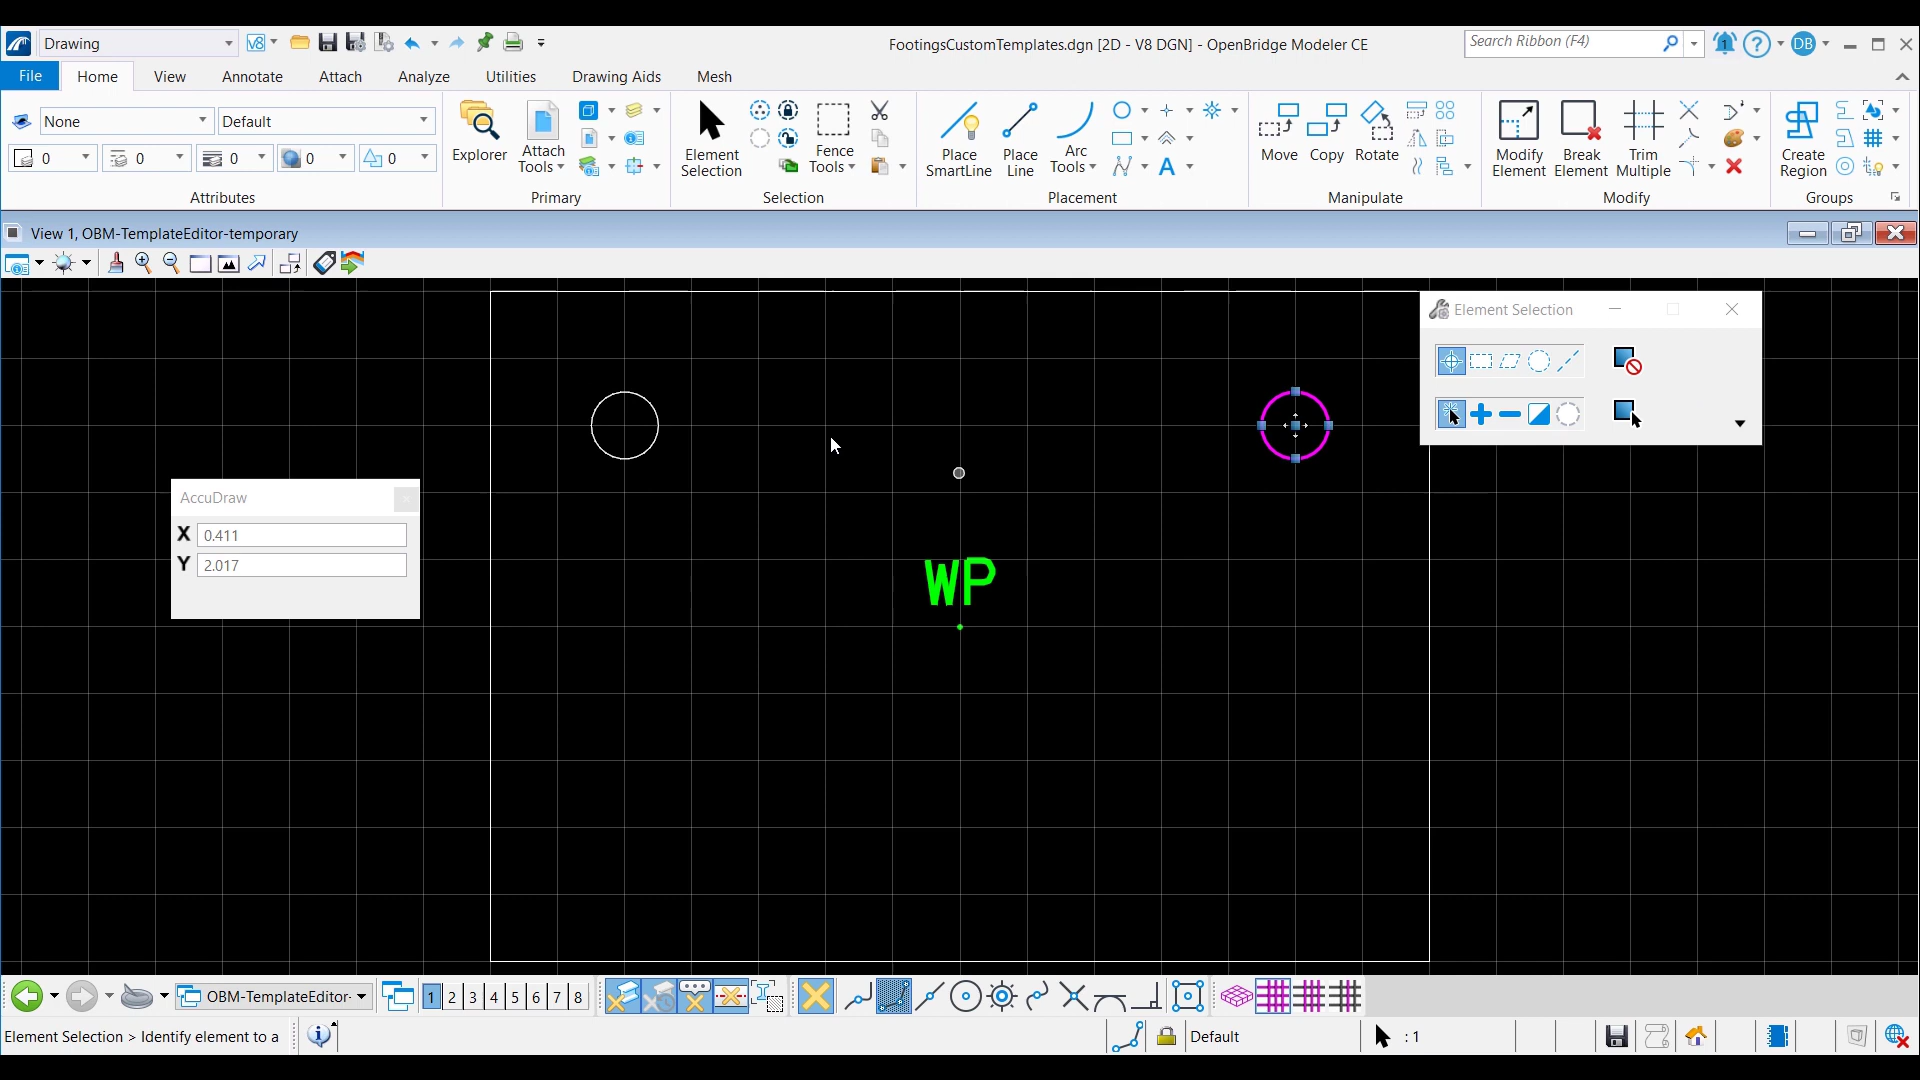 Drawing
V8
FootingsCustomTemplates.dgn [2D - V8 DGN] - OpenBridge Modeler CE
Search Ribbon (F4)
1
?
DB
File
Home
View
Annotate
Attach
Analyze
Utilities
Drawing Aids
Mesh
None
Default
0
0
0
0
0
Attributes
Explorer
Attach
Tools
Primary
Element
Selection
Fence
Tools
Selection
Place
SmartLine
Place
Line
Arc
Tools
A
Placement
Move
Copy
Rotate
Manipulate
Modify
Element
Break
Element
Trim
Multiple
Modify
Create
Region
Groups
View 1, OBM-TemplateEditor-temporary
Element Selection
AccuDraw
X
0.411
Y
2.017
WP
OBM-TemplateEditor-
1
2
3
4
5
6
7
8
Element Selection > Identify element to a
Default
: 1